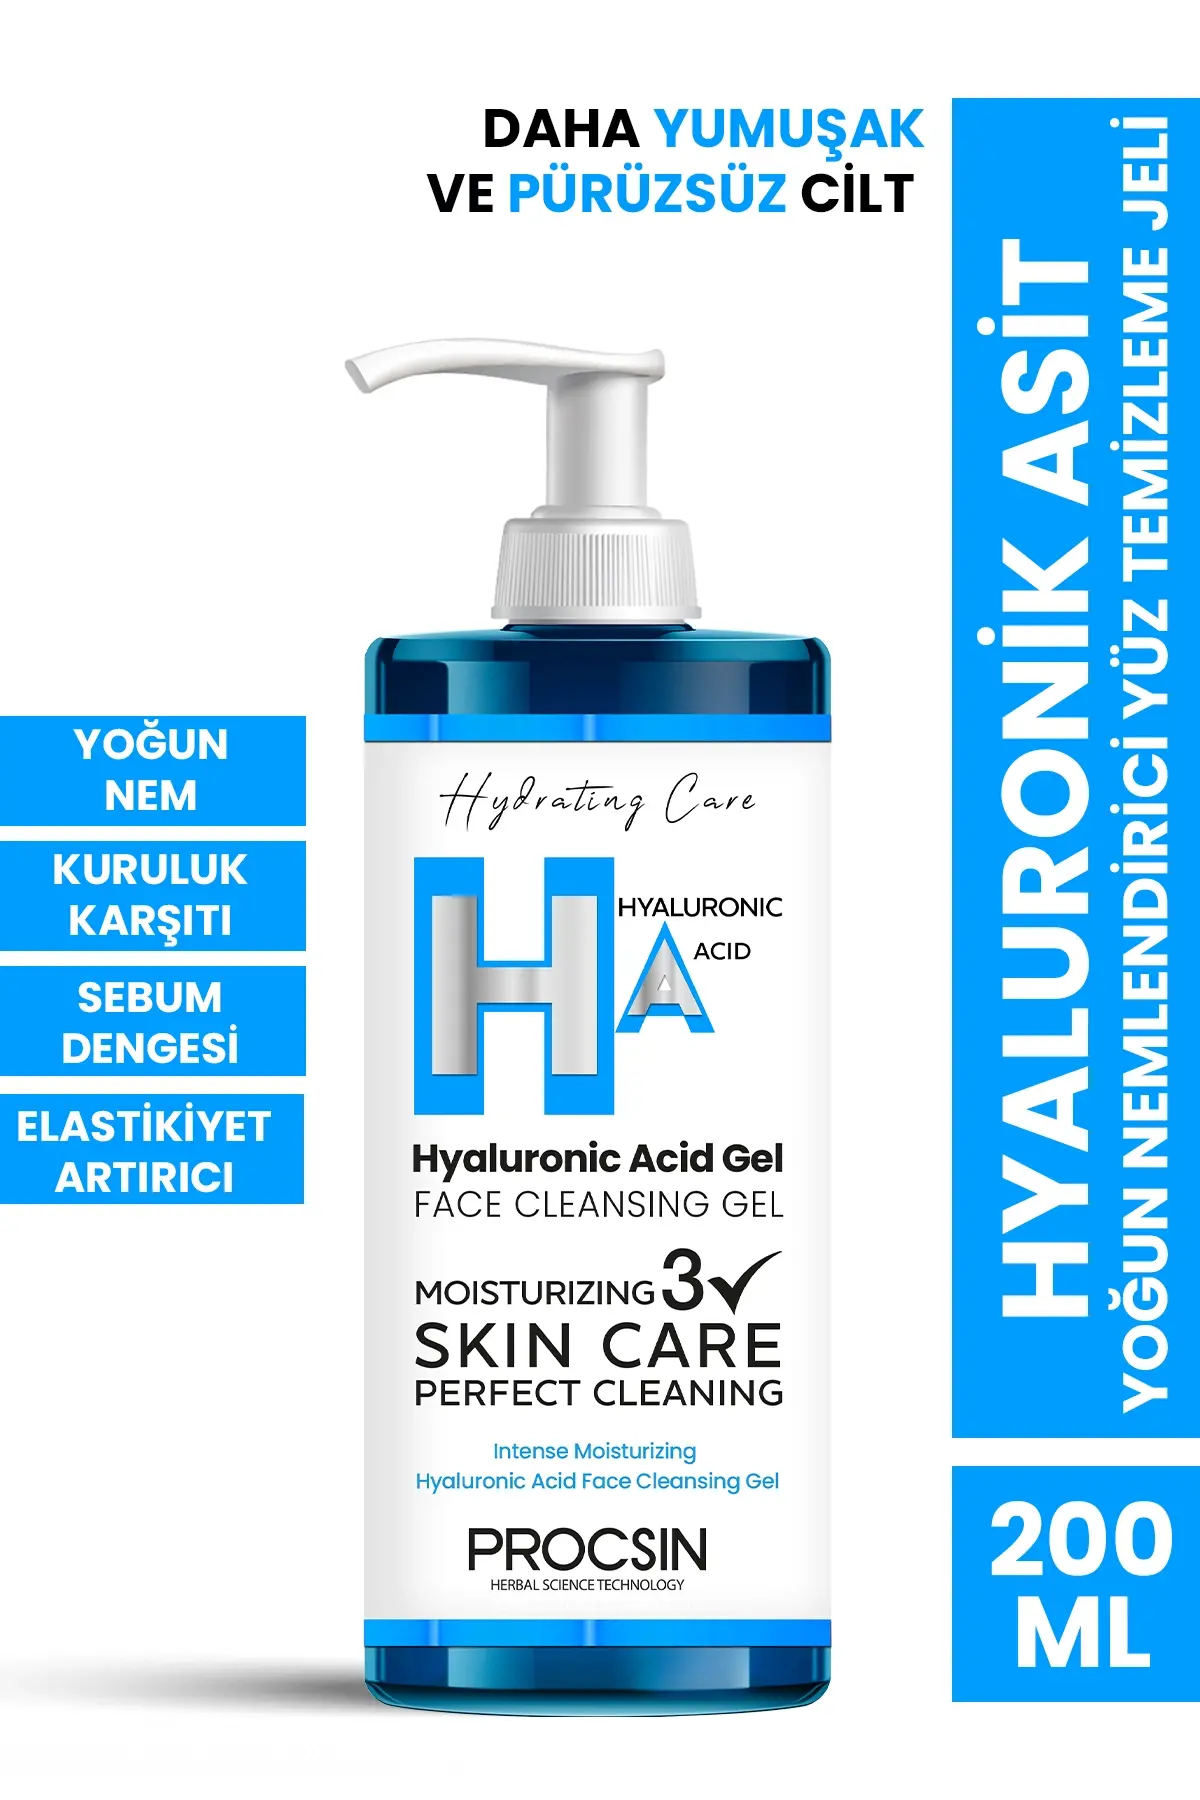 DAHA YUMUŞAK
VE PÜRÜZSÜZ CİLT
HYALURONİK ASİT
YOĞUN NEMLENDİRİCİ YÜZ TEMİZLEME JELİ
YOĞUN
NEM
KURULUK
KARŞITI
SEBUM
DENGESİ
ELASTİKİYET
ARTIRICI
Hydrating Care
HA
HYALURONIC
ACID
Hyaluronic Acid Gel
FACE CLEANSING GEL
MOISTURIZING 3✓
SKIN CARE
PERFECT CLEANING
Intense Moisturizing
Hyaluronic Acid Face Cleansing Gel
PROCSIN
HERBAL SCIENCE TECHNOLOGY
200
ML